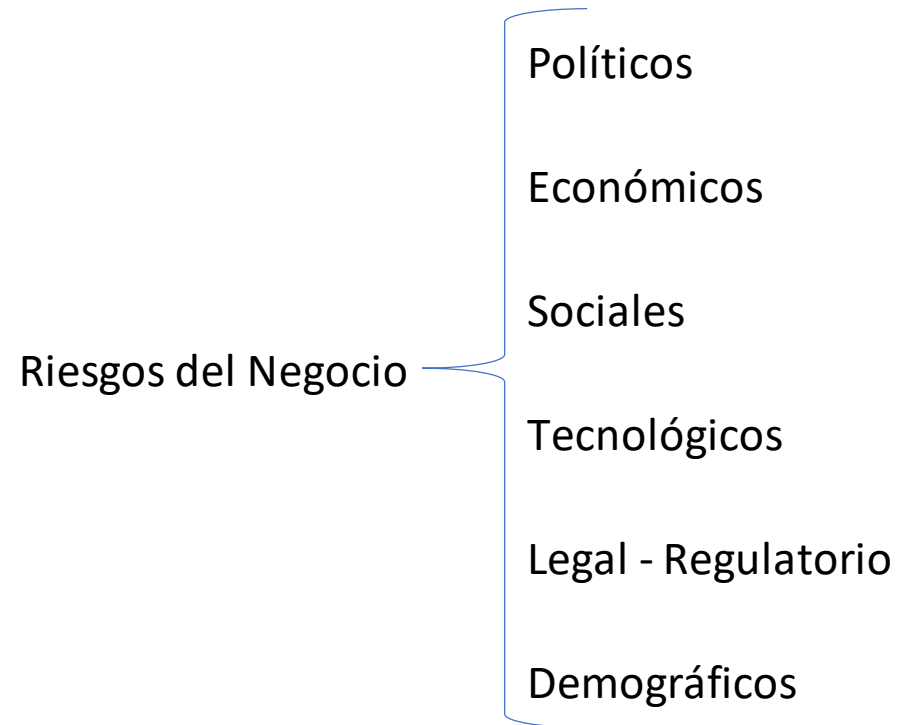 Riesgos del Negocio
Políticos
Económicos
Sociales
Tecnológicos
Legal - Regulatorio
Demográficos